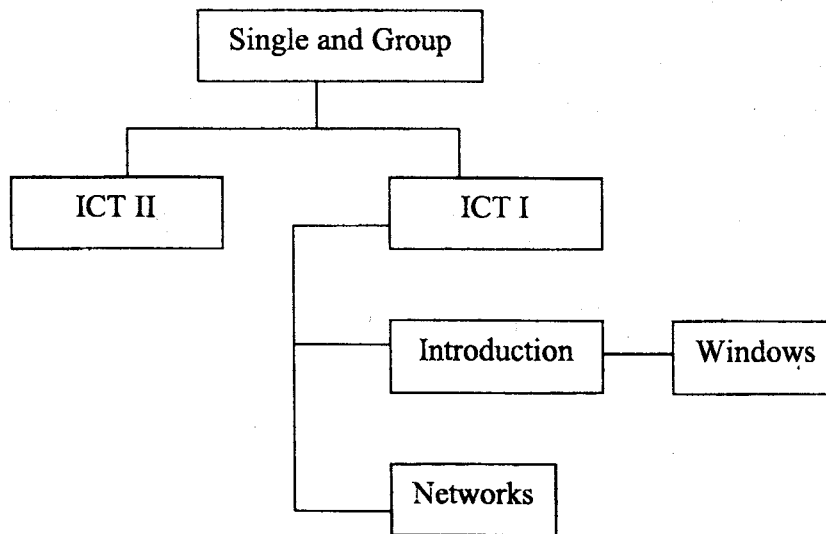 Single and Group
ICT II
ICT I
Introduction
Windows
Networks